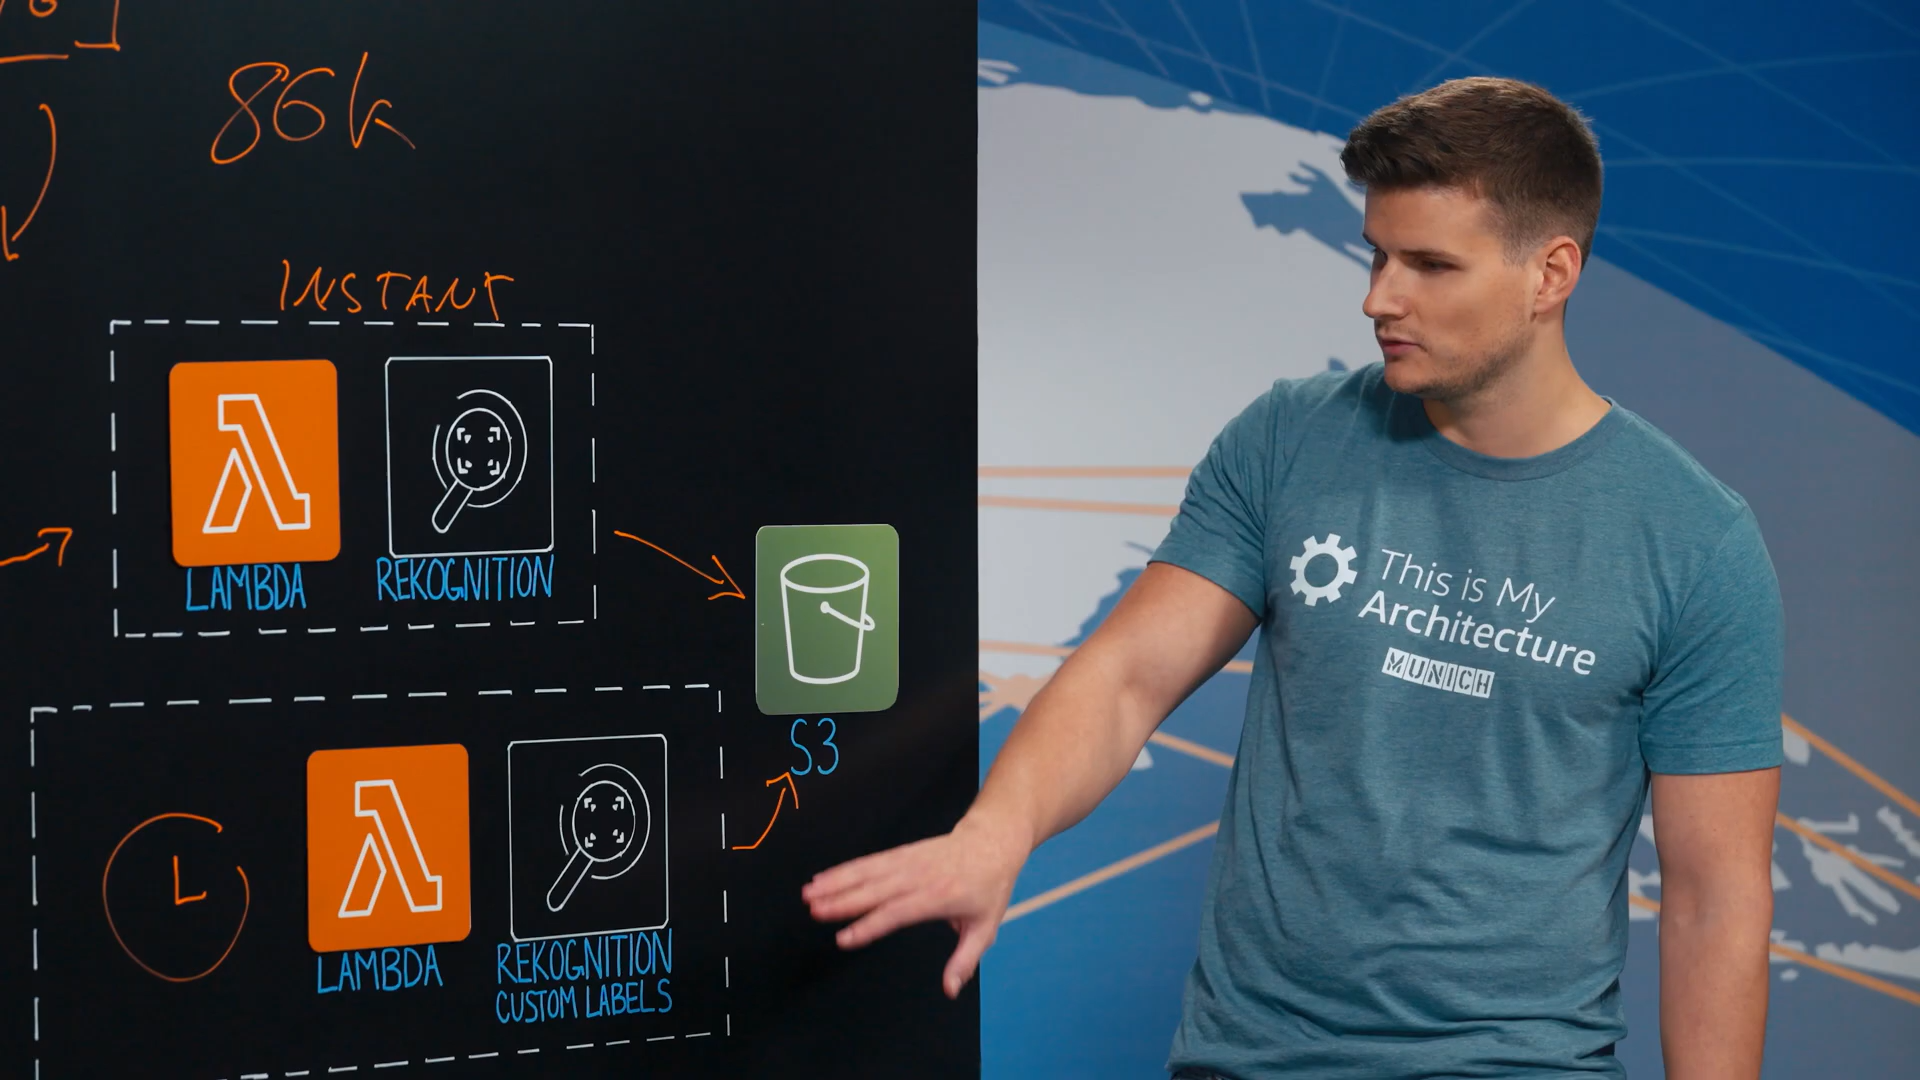 86k
INSTANT
LAMBDA
REKOGNITION
S3
LAMBDA
REKOGNITION
CUSTOM LABELS
This is My
Architecture
MUNICH